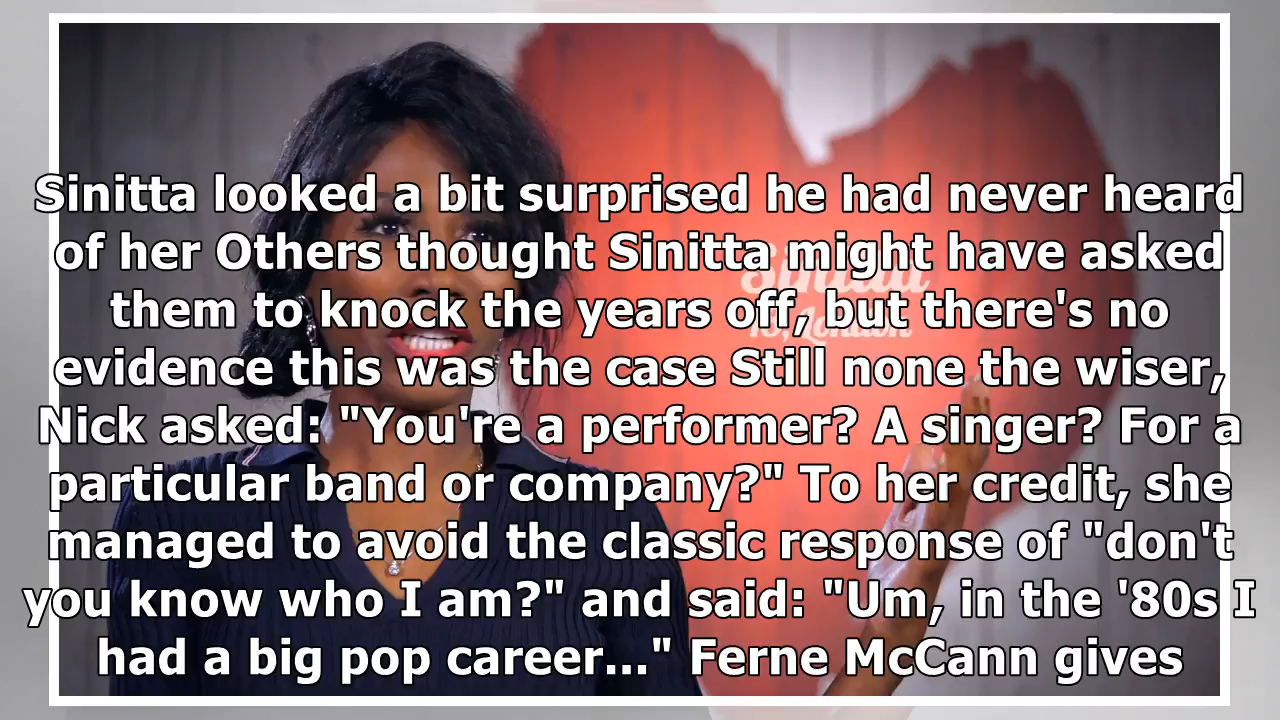 Sinitta looked a bit surprised he had never heard
of her Others thought Sinitta might have asked
them to knock the years off, but there's no
evidence this was the case Still none the wiser,
Nick asked: "You're a performer? A singer? For a
particular band or company?" To her credit, she
managed to avoid the classic response of "don't
you know who I am?" and said: "Um, in the '80s I
had a big pop career..." Ferne McCann gives
Sinitta
London